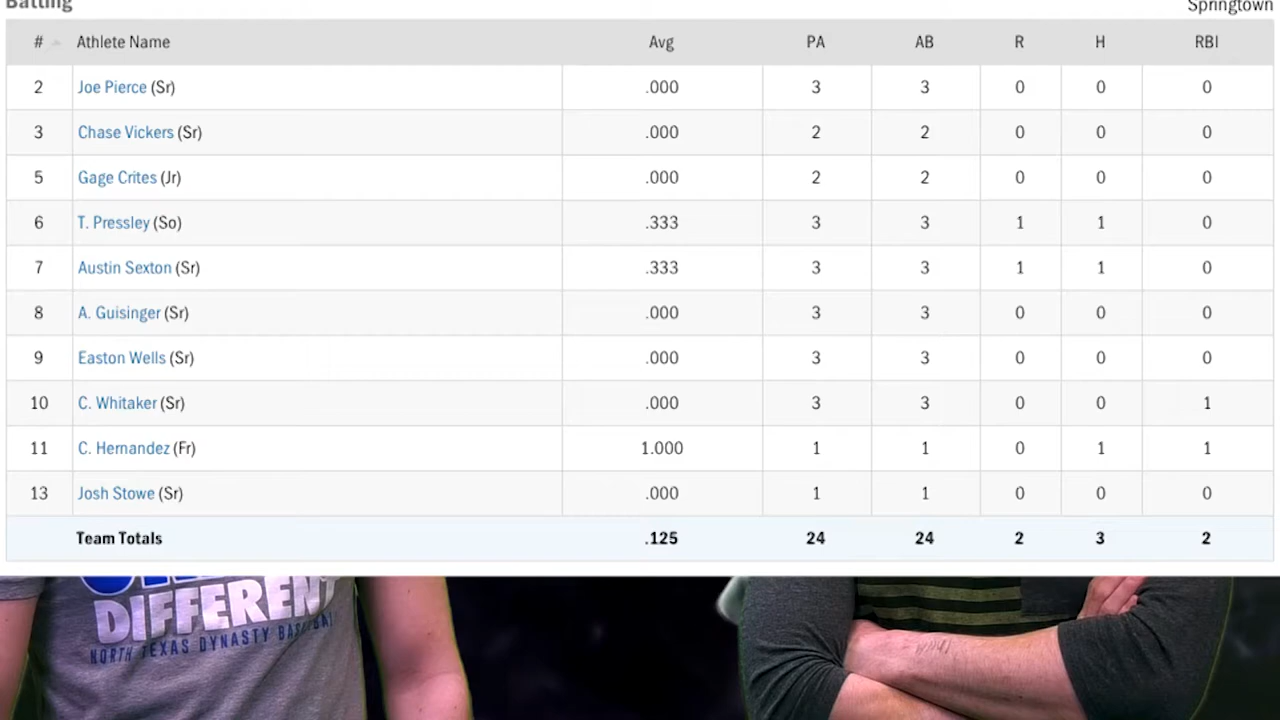 Batting
Springtown
# Athlete Name Avg PA AB R H RBI
2 Joe Pierce (Sr) .000 3 3 0 0 0
3 Chase Vickers (Sr) .000 2 2 0 0 0
5 Gage Crites (Jr) .000 2 2 0 0 0
6 T. Pressley (So) .333 3 3 1 1 0
7 Austin Sexton (Sr) .333 3 3 1 1 0
8 A. Guisinger (Sr) .000 3 3 0 0 0
9 Easton Wells (Sr) .000 3 3 0 0 0
10 C. Whitaker (Sr) .000 3 3 0 0 1
11 C. Hernandez (Fr) 1.000 1 1 0 1 1
13 Josh Stowe (Sr) .000 1 1 0 0 0
Team Totals .125 24 24 2 3 2
DIFFERENT
NORTH TEXAS DYNASTY BASEBALL